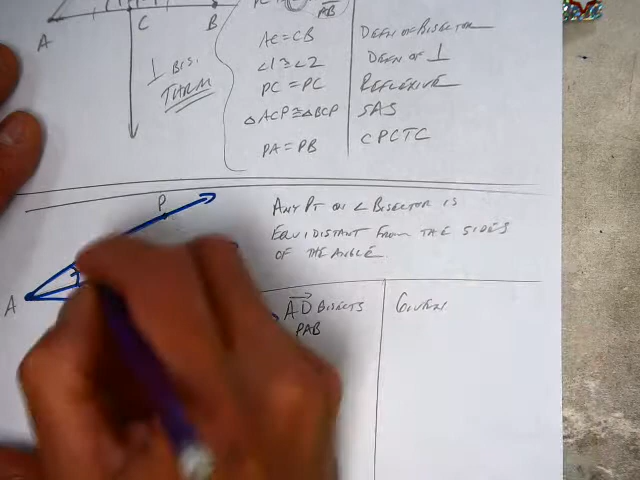 A C B
AB
AC = CB DEFN OF BISECTOR
∠1 ≅ ∠2 DEFN OF ⊥
PC = PC REFLEXIVE
△ACP ≅ △BCP SAS
PA = PB CPCTC
⊥ BIS.
THRM
P
A
ANY PT ON ∠ BISECTOR IS
EQUIDISTANT FROM THE SIDES
OF THE ANGLE.
AD BISECTS GIVEN
PAB